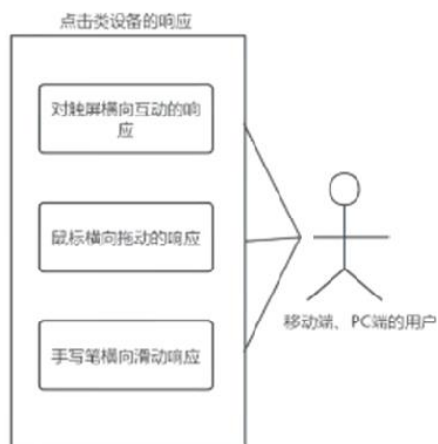 点击类设备的响应
对触屏横向互动的响
应
鼠标横向拖动的响应
手写笔横向滑动响应
移动端、PC端的用户